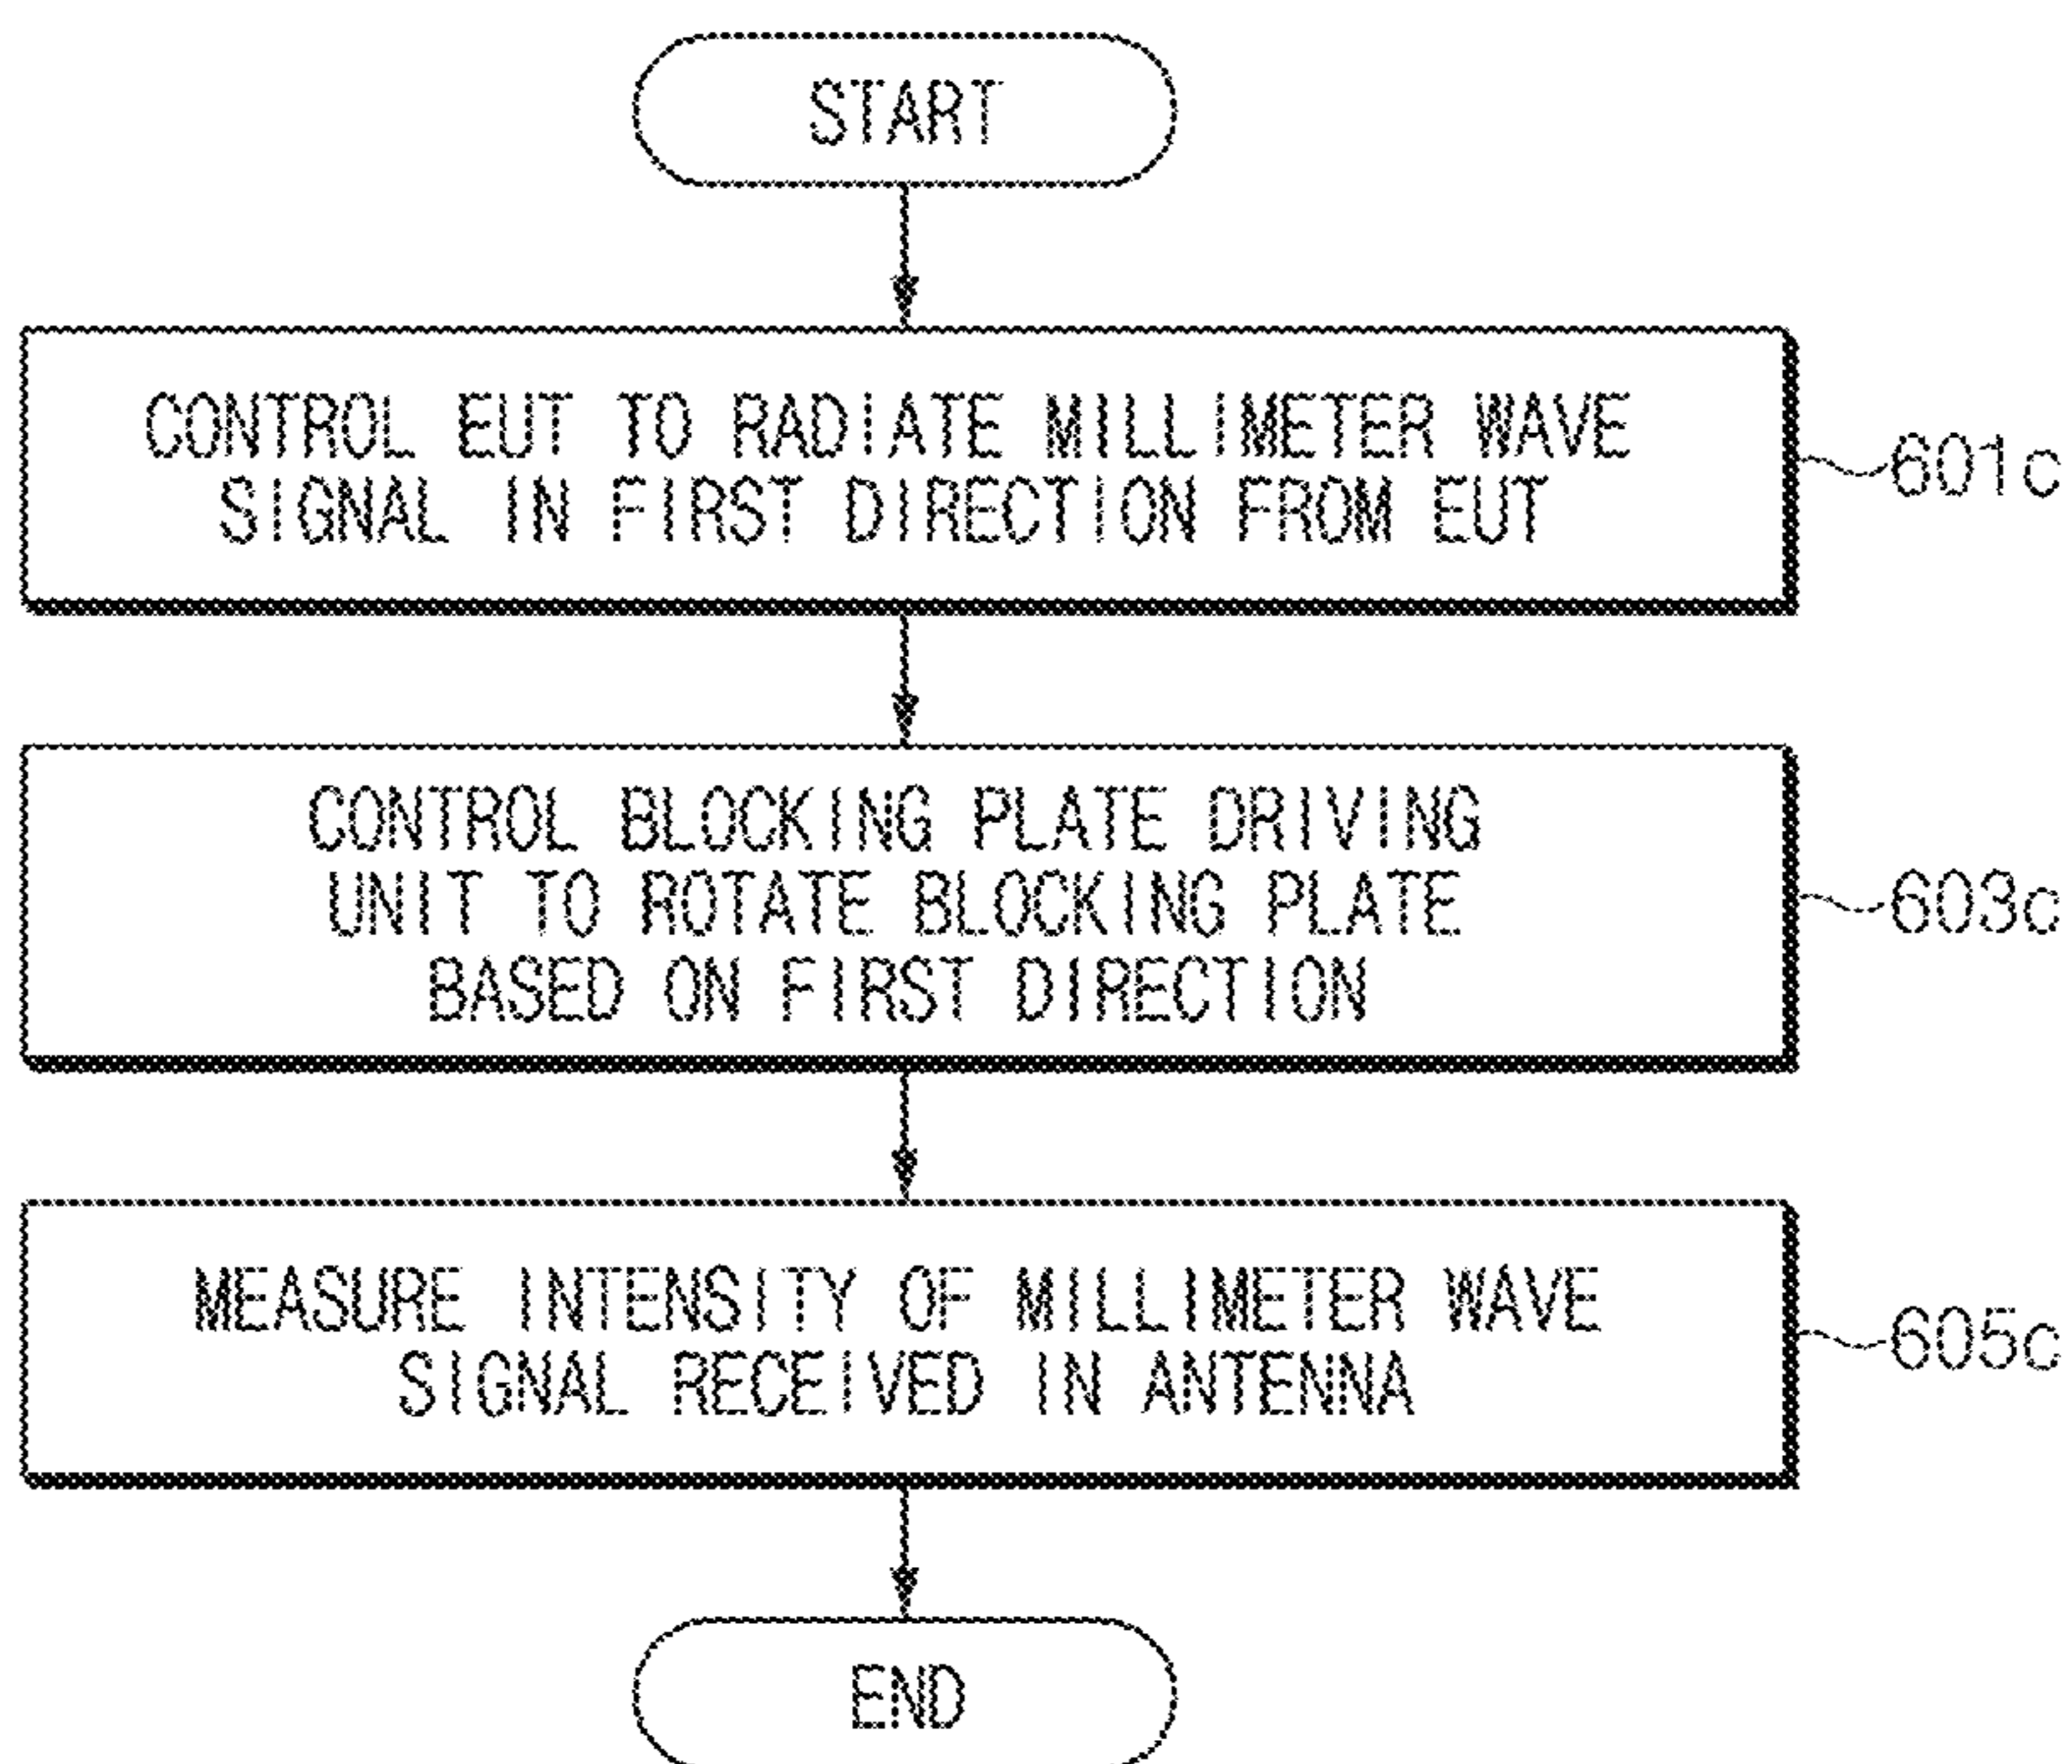 START
CONTROL EUT TO RADIATE MILLIMETER WAVE
SIGNAL IN FIRST DIRECTION FROM EUT
601c
CONTROL BLOCKING PLATE DRIVING
UNIT TO ROTATE BLOCKING PLATE
BASED ON FIRST DIRECTION
603c
MEASURE INTENSITY OF MILLIMETER WAVE
SIGNAL RECEIVED IN ANTENNA
605c
END